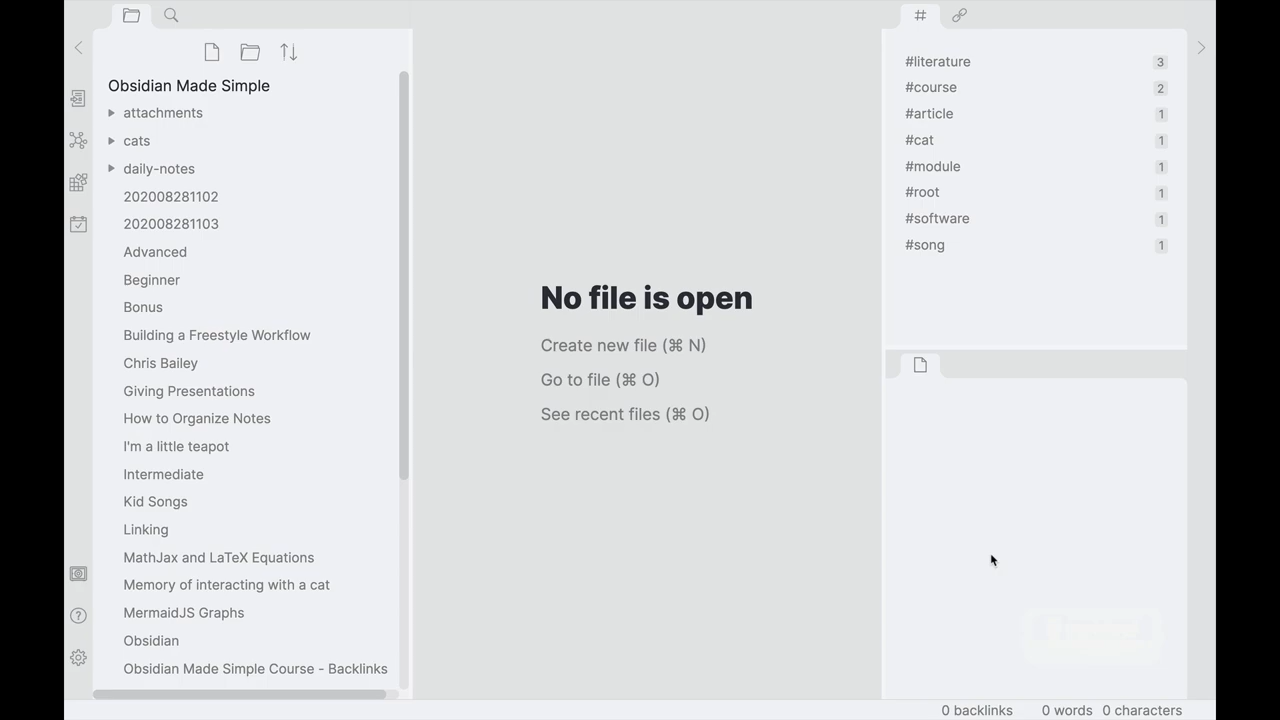 Obsidian Made Simple
attachments
cats
daily-notes
202008281102
202008281103
Advanced
Beginner
Bonus
Building a Freestyle Workflow
Chris Bailey
Giving Presentations
How to Organize Notes
I'm a little teapot
Intermediate
Kid Songs
Linking
MathJax and LaTeX Equations
Memory of interacting with a cat
MermaidJS Graphs
Obsidian
Obsidian Made Simple Course - Backlinks
No file is open
Create new file (⌘ N)
Go to file (⌘ O)
See recent files (⌘ O)
#literature 3
#course 2
#article 1
#cat 1
#module 1
#root 1
#software 1
#song 1
0 backlinks 0 words 0 characters